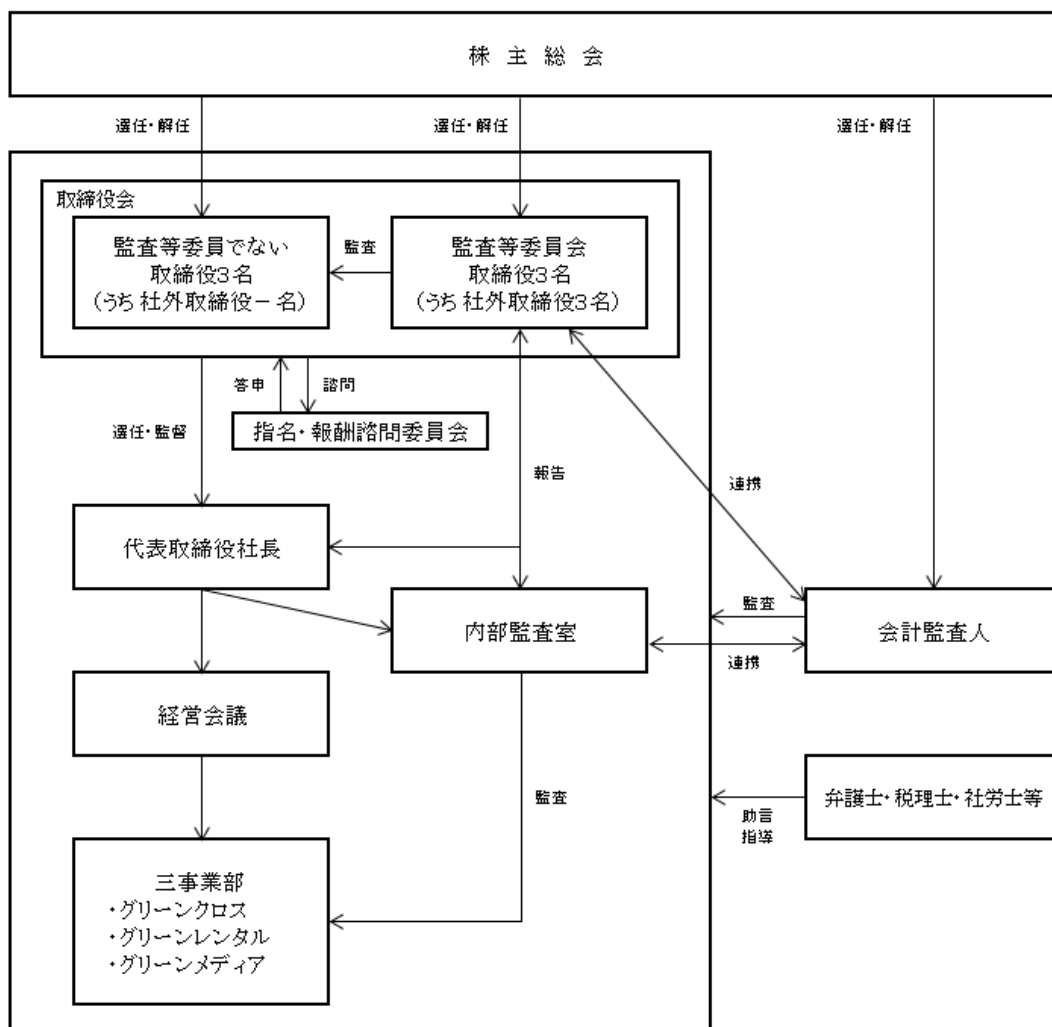 株主総会
選任・解任
選任・解任
選任・解任
取締役会
監査等委員でない
取締役3名
(うち社外取締役－名)
監査
監査等委員会
取締役3名
(うち社外取締役3名)
答申
諮問
指名・報酬諮問委員会
選任・監督
報告
連携
代表取締役社長
内部監査室
監査
連携
会計監査人
経営会議
監査
助言
指導
弁護士・税理士・社労士等
三事業部
・グリーンクロス
・グリーンレンタル
・グリーンメディア